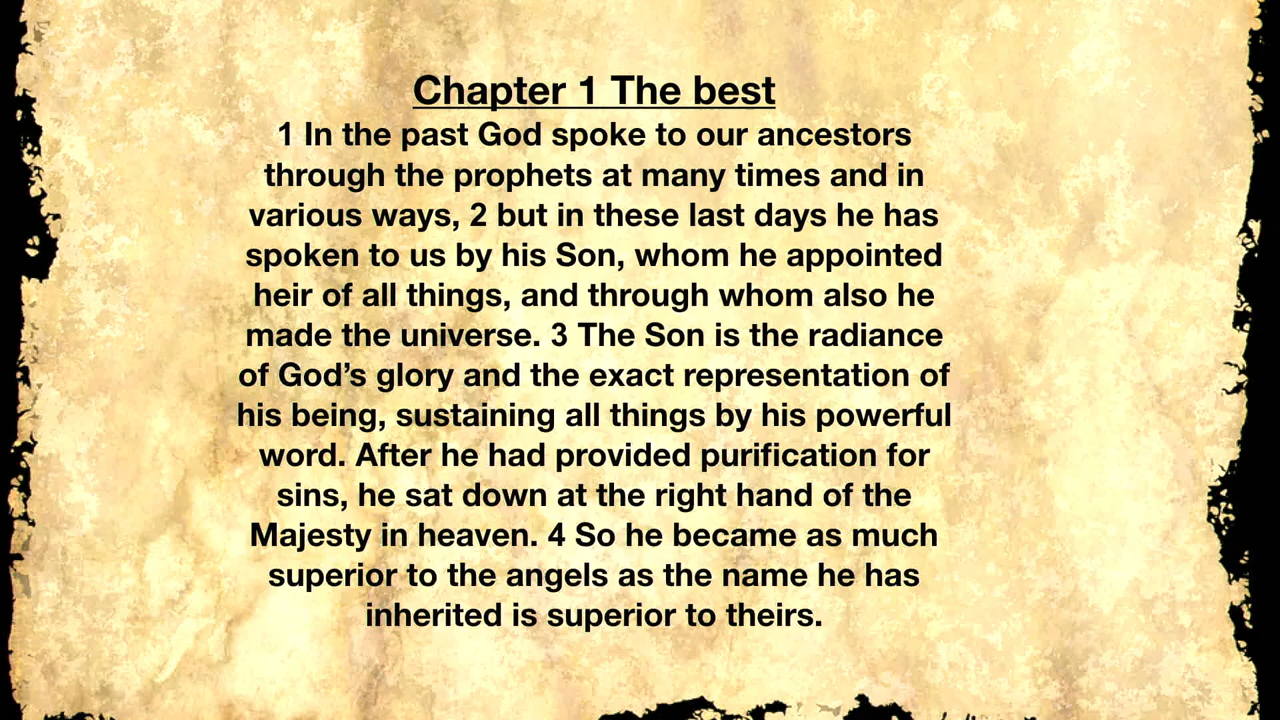 Chapter 1 The best
1 In the past God spoke to our ancestors
through the prophets at many times and in
various ways, 2 but in these last days he has
spoken to us by his Son, whom he appointed
heir of all things, and through whom also he
made the universe. 3 The Son is the radiance
of God’s glory and the exact representation of
his being, sustaining all things by his powerful
word. After he had provided purification for
sins, he sat down at the right hand of the
Majesty in heaven. 4 So he became as much
superior to the angels as the name he has
inherited is superior to theirs.